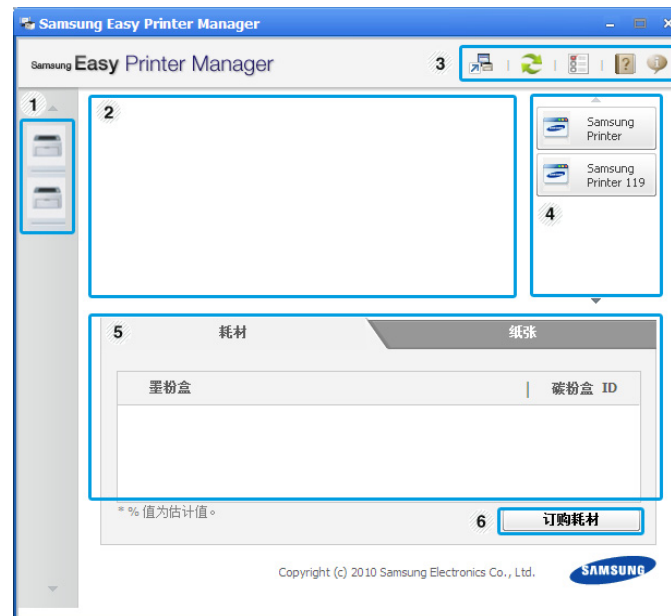 Samsung Easy Printer Manager
Samsung Easy Printer Manager
3
1
2
Samsung
Printer
Samsung
Printer 119
4
5 耗材 纸张
墨粉盒 | 碳粉盒 ID
* % 值为估计值。
6 订购耗材
Copyright (c) 2010 Samsung Electronics Co., Ltd. SAMSUNG